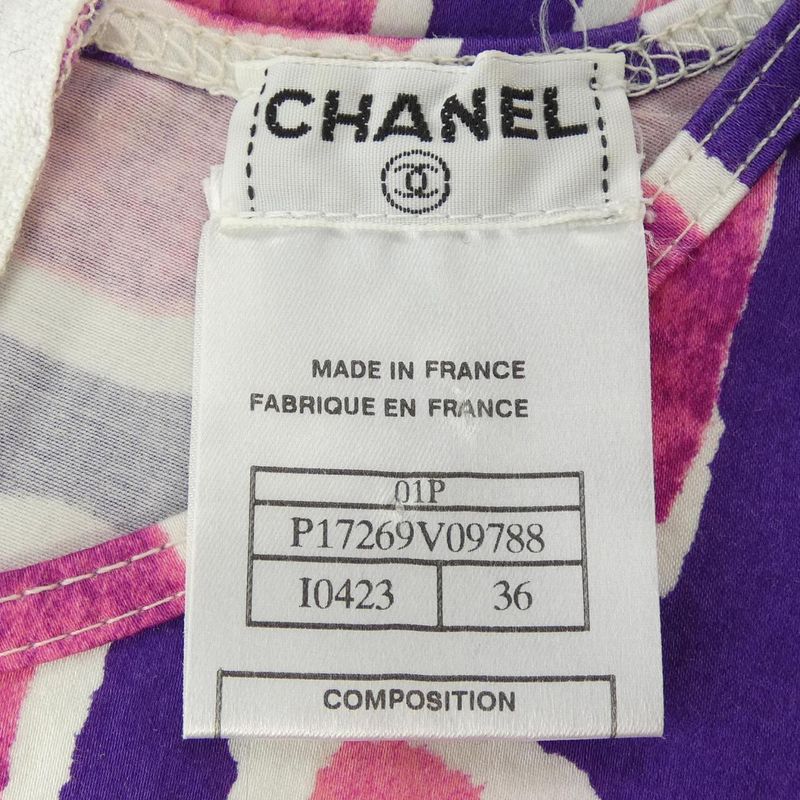 CHANEL
MADE IN FRANCE
FABRIQUE EN FRANCE
01P
P17269V09788
I0423 36
COMPOSITION